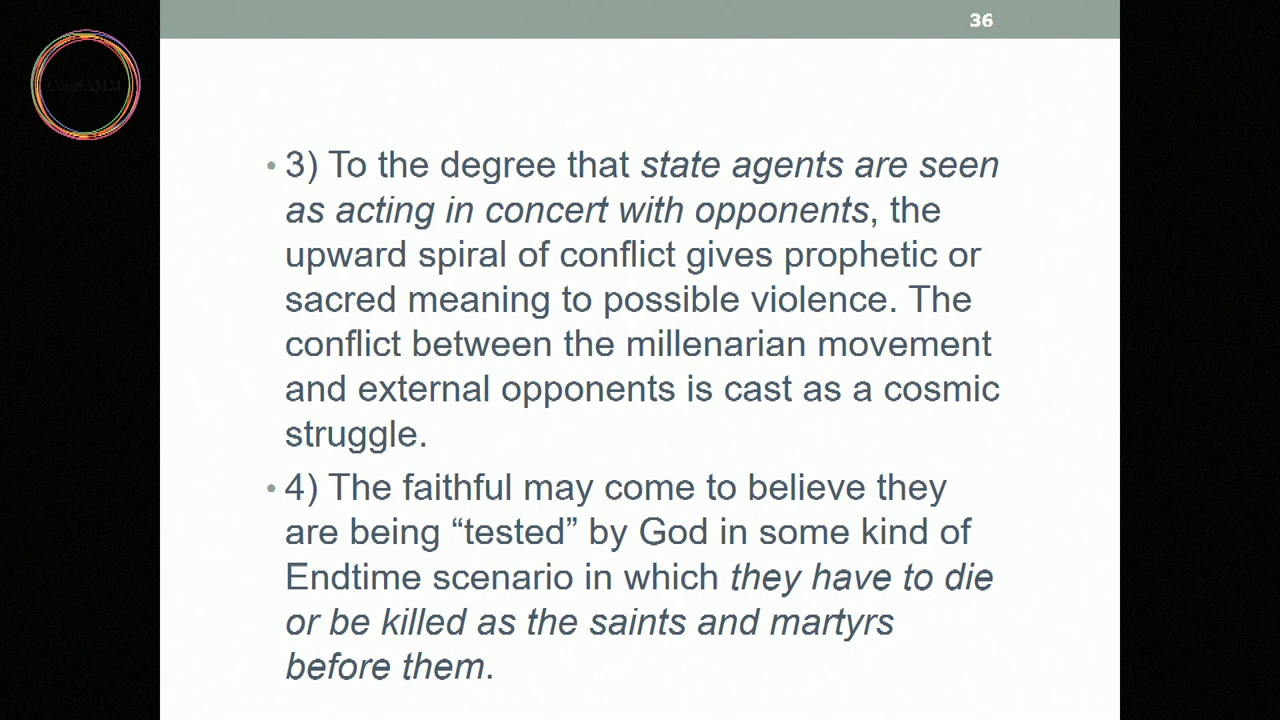 36
CenSAMM
• 3) To the degree that state agents are seen
as acting in concert with opponents, the
upward spiral of conflict gives prophetic or
sacred meaning to possible violence. The
conflict between the millenarian movement
and external opponents is cast as a cosmic
struggle.
• 4) The faithful may come to believe they
are being “tested” by God in some kind of
Endtime scenario in which they have to die
or be killed as the saints and martyrs
before them.